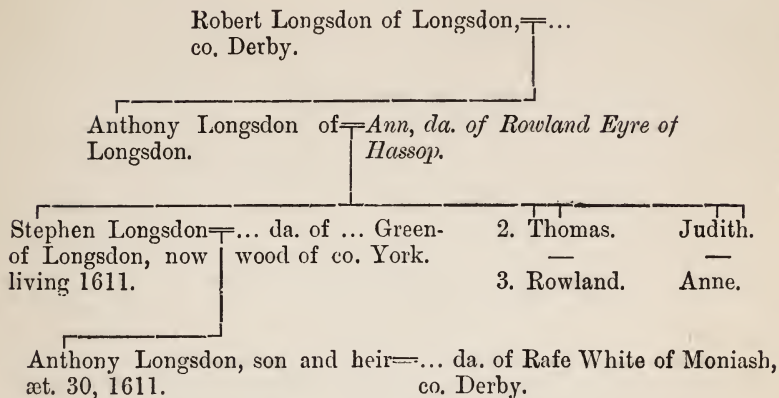 Robert Longsdon of Longsdon,=...
co. Derby.
Anthony Longsdon of=Ann, da. of Rowland Eyre of
Longsdon. Hassop.
Stephen Longsdon=... da. of ... Green- 2. Thomas. Judith.
of Longsdon, now wood of co. York. — —
living 1611. 3. Rowland. Anne.
Anthony Longsdon, son and heir=... da. of Rafe White of Moniash,
æt. 30, 1611. co. Derby.